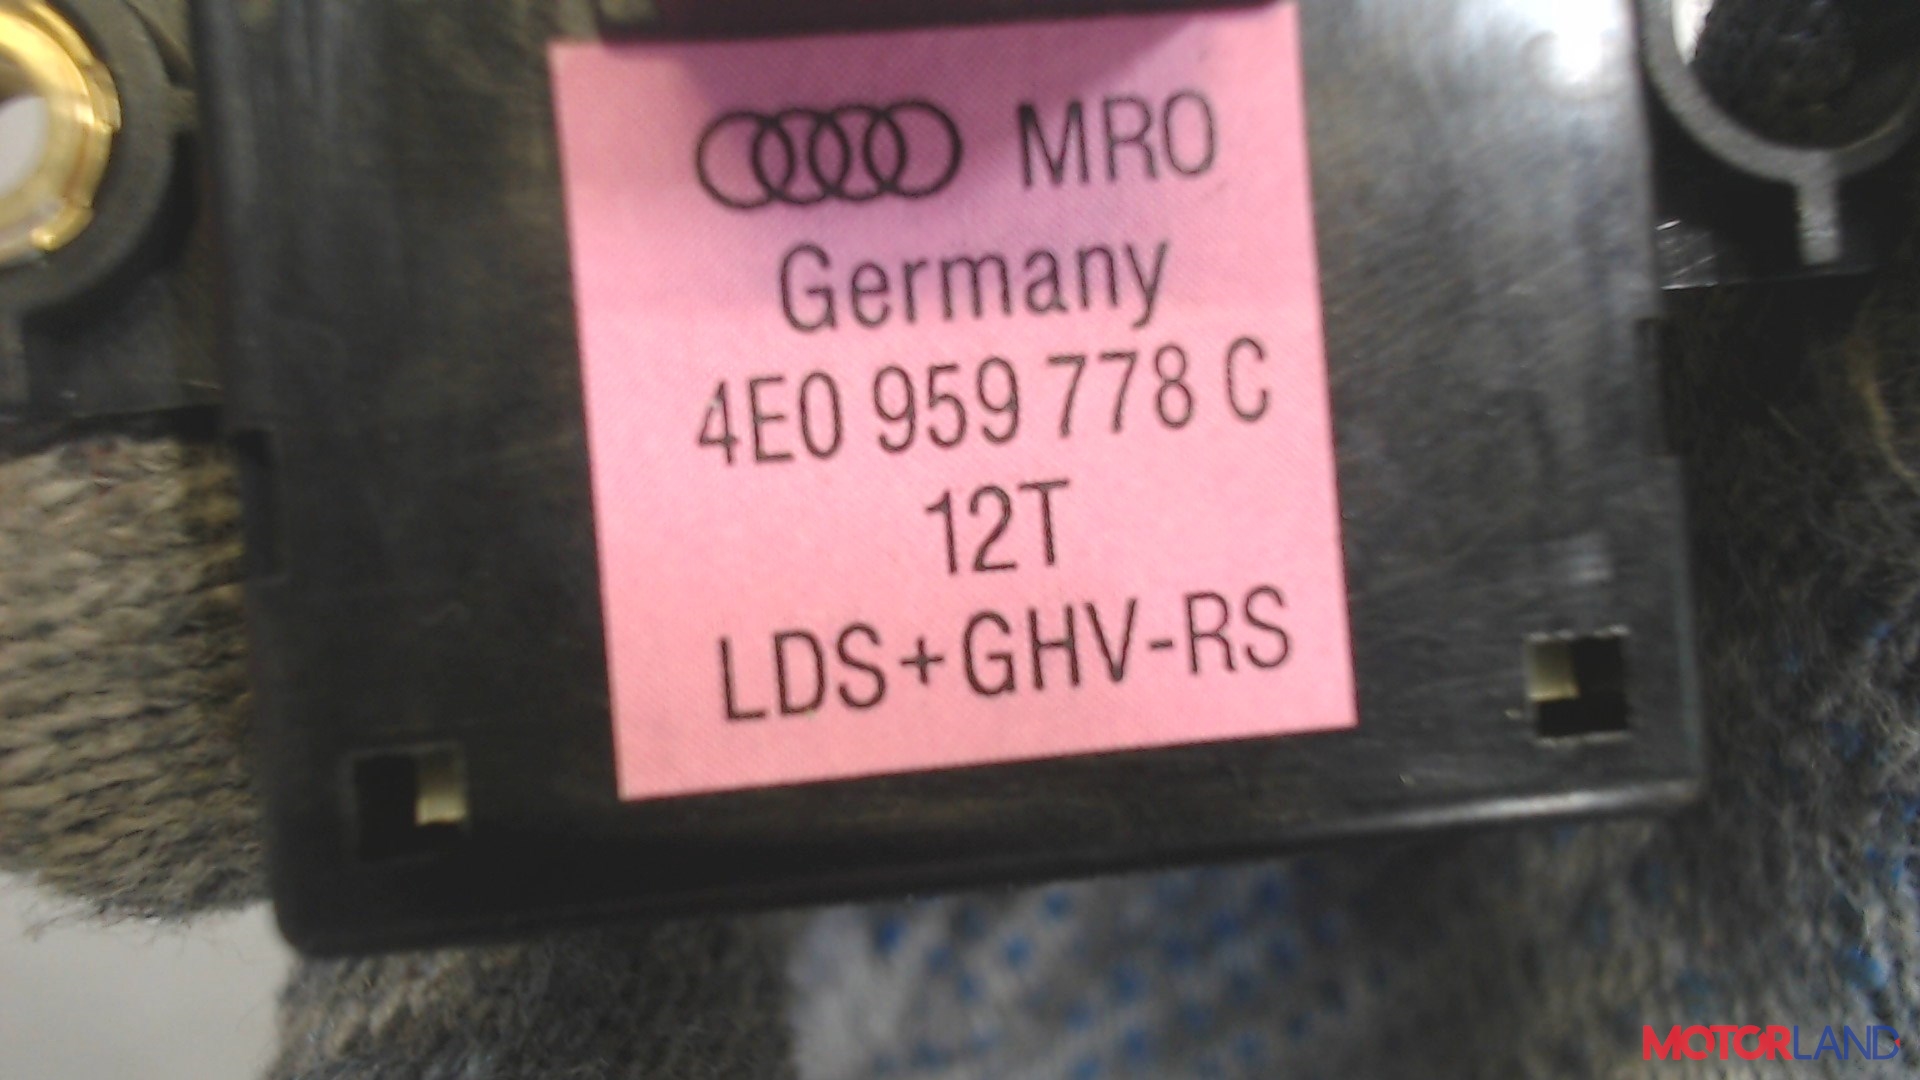 MRO
Germany
4E0 959 778 C
12T
LDS+GHV-RS
MOTORLAND